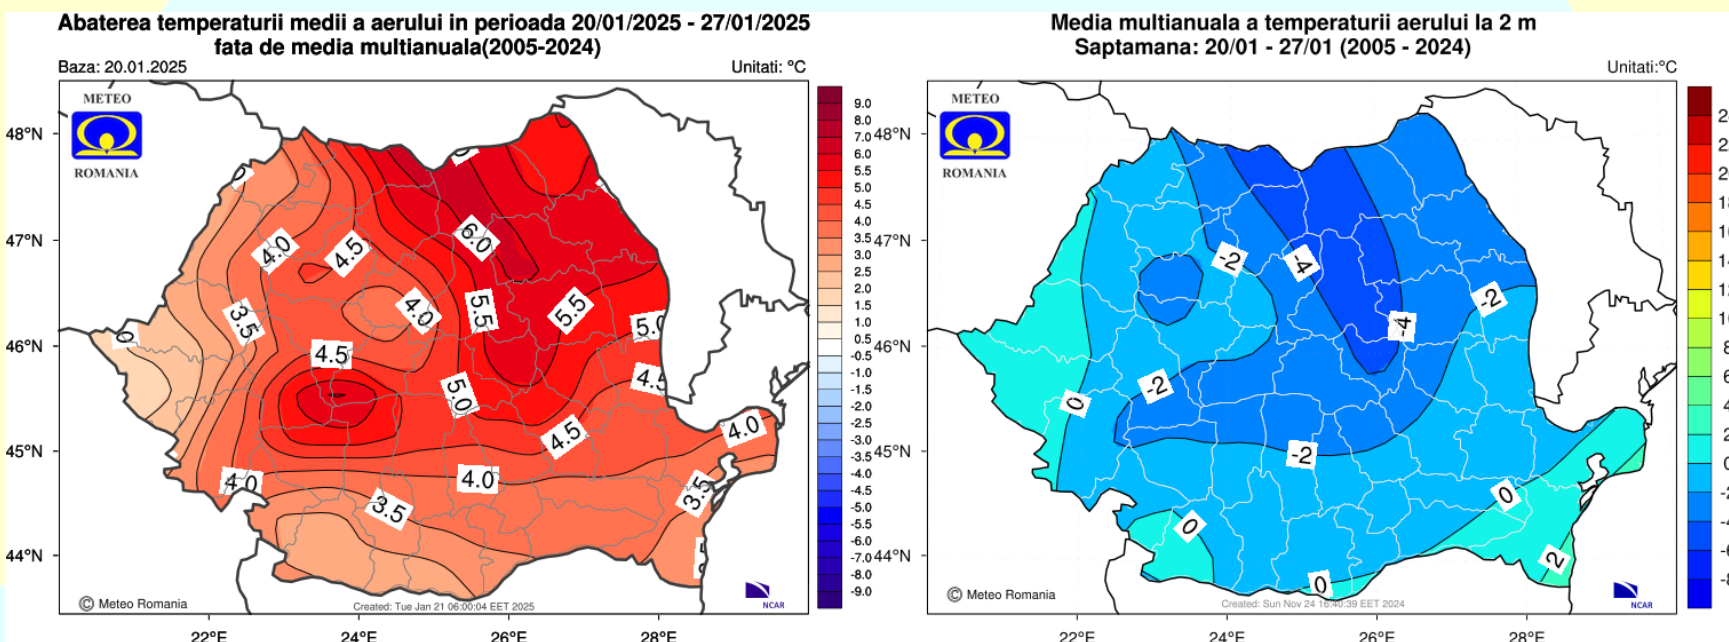 Abaterea temperaturii medii a aerului in perioada 20/01/2025 - 27/01/2025
fata de media multianuala(2005-2024)
Baza: 20.01.2025
Unitati: °C
METEO
ROMANIA
48°N
47°N
46°N
45°N
44°N
22°E
24°E
26°E
28°E
4.0
4.5
6.0
3.5
4.0
5.5
5.5
5.0
4.5
5.0
4.5
4.5
4.0
4.0
4.0
3.5
3.5
9.0
8.0
7.0
6.0
5.5
5.0
4.5
4.0
3.5
3.0
2.5
2.0
1.5
1.0
0.5
-0.5
-1.0
-1.5
-2.0
-2.5
-3.0
-3.5
-4.0
-4.5
-5.0
-5.5
-6.0
-7.0
-8.0
-9.0
© Meteo Romania
Created: Tue Jan 21 06:00:04 EET 2025
NCAR
Media multianuala a temperaturii aerului la 2 m
Saptamana: 20/01 - 27/01 (2005 - 2024)
Unitati:°C
METEO
ROMANIA
48°N
47°N
46°N
45°N
44°N
22°E
24°E
26°E
28°E
-2
-4
-2
-4
-2
0
-2
0
0
2
0
© Meteo Romania
Created: Sun Nov 24 16:40:39 EET 2024
NCAR